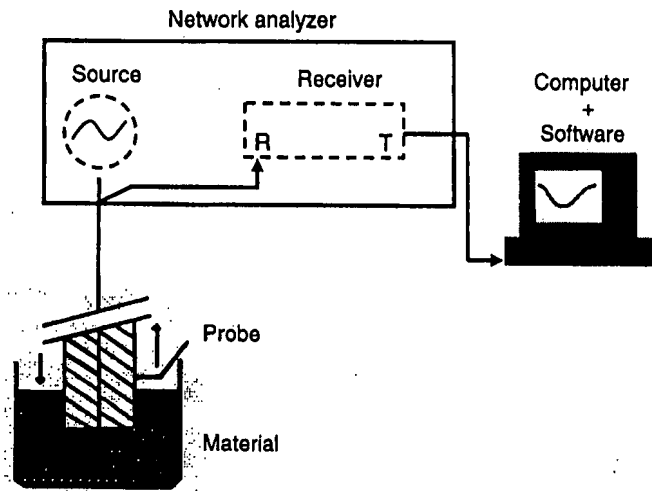 Network analyzer
Source
Receiver
R
T
Computer
+
Software
Probe
Material